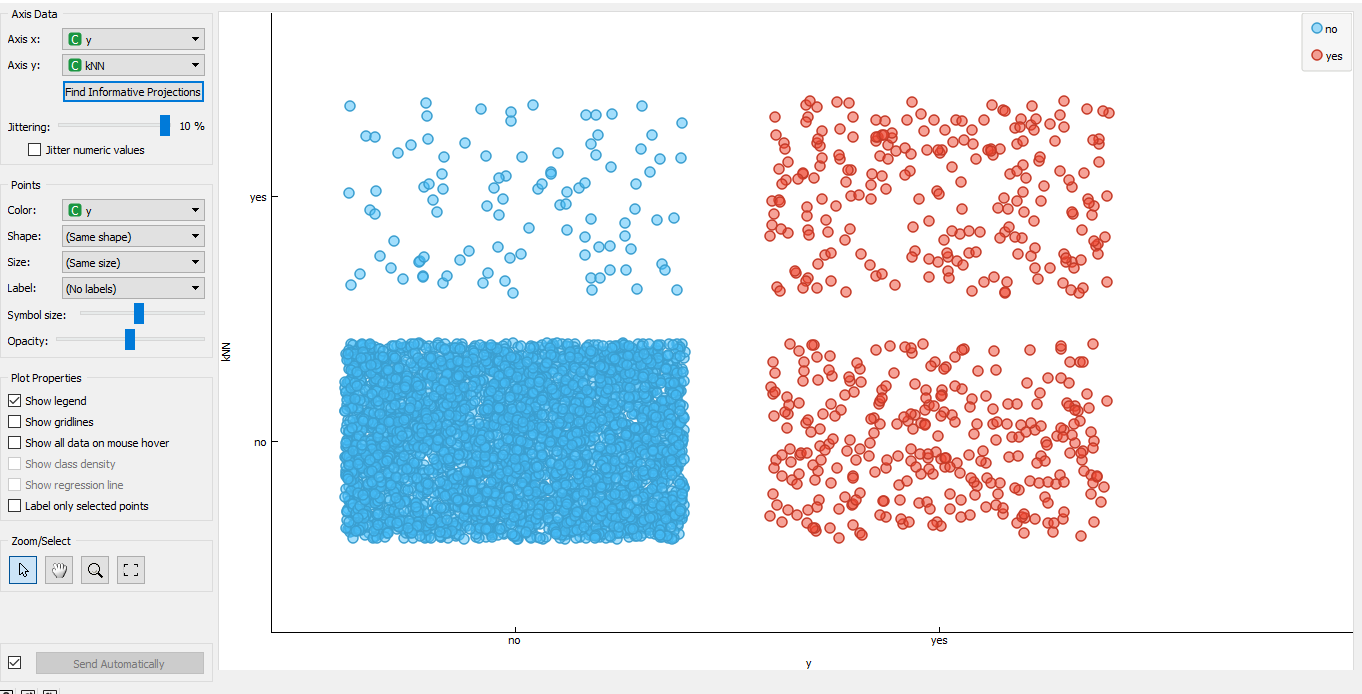 Axis Data
Axis x: C y
Axis y: C kNN
Find Informative Projections
Jittering: 10 %
Jitter numeric values
Points
Color: C y
Shape: (Same shape)
Size: (Same size)
Label: (No labels)
Symbol size:
Opacity:
Plot Properties
Show legend
Show gridlines
Show all data on mouse hover
Show class density
Show regression line
Label only selected points
Zoom/Select
Send Automatically
no
yes
yes
kNN
no
no yes
y